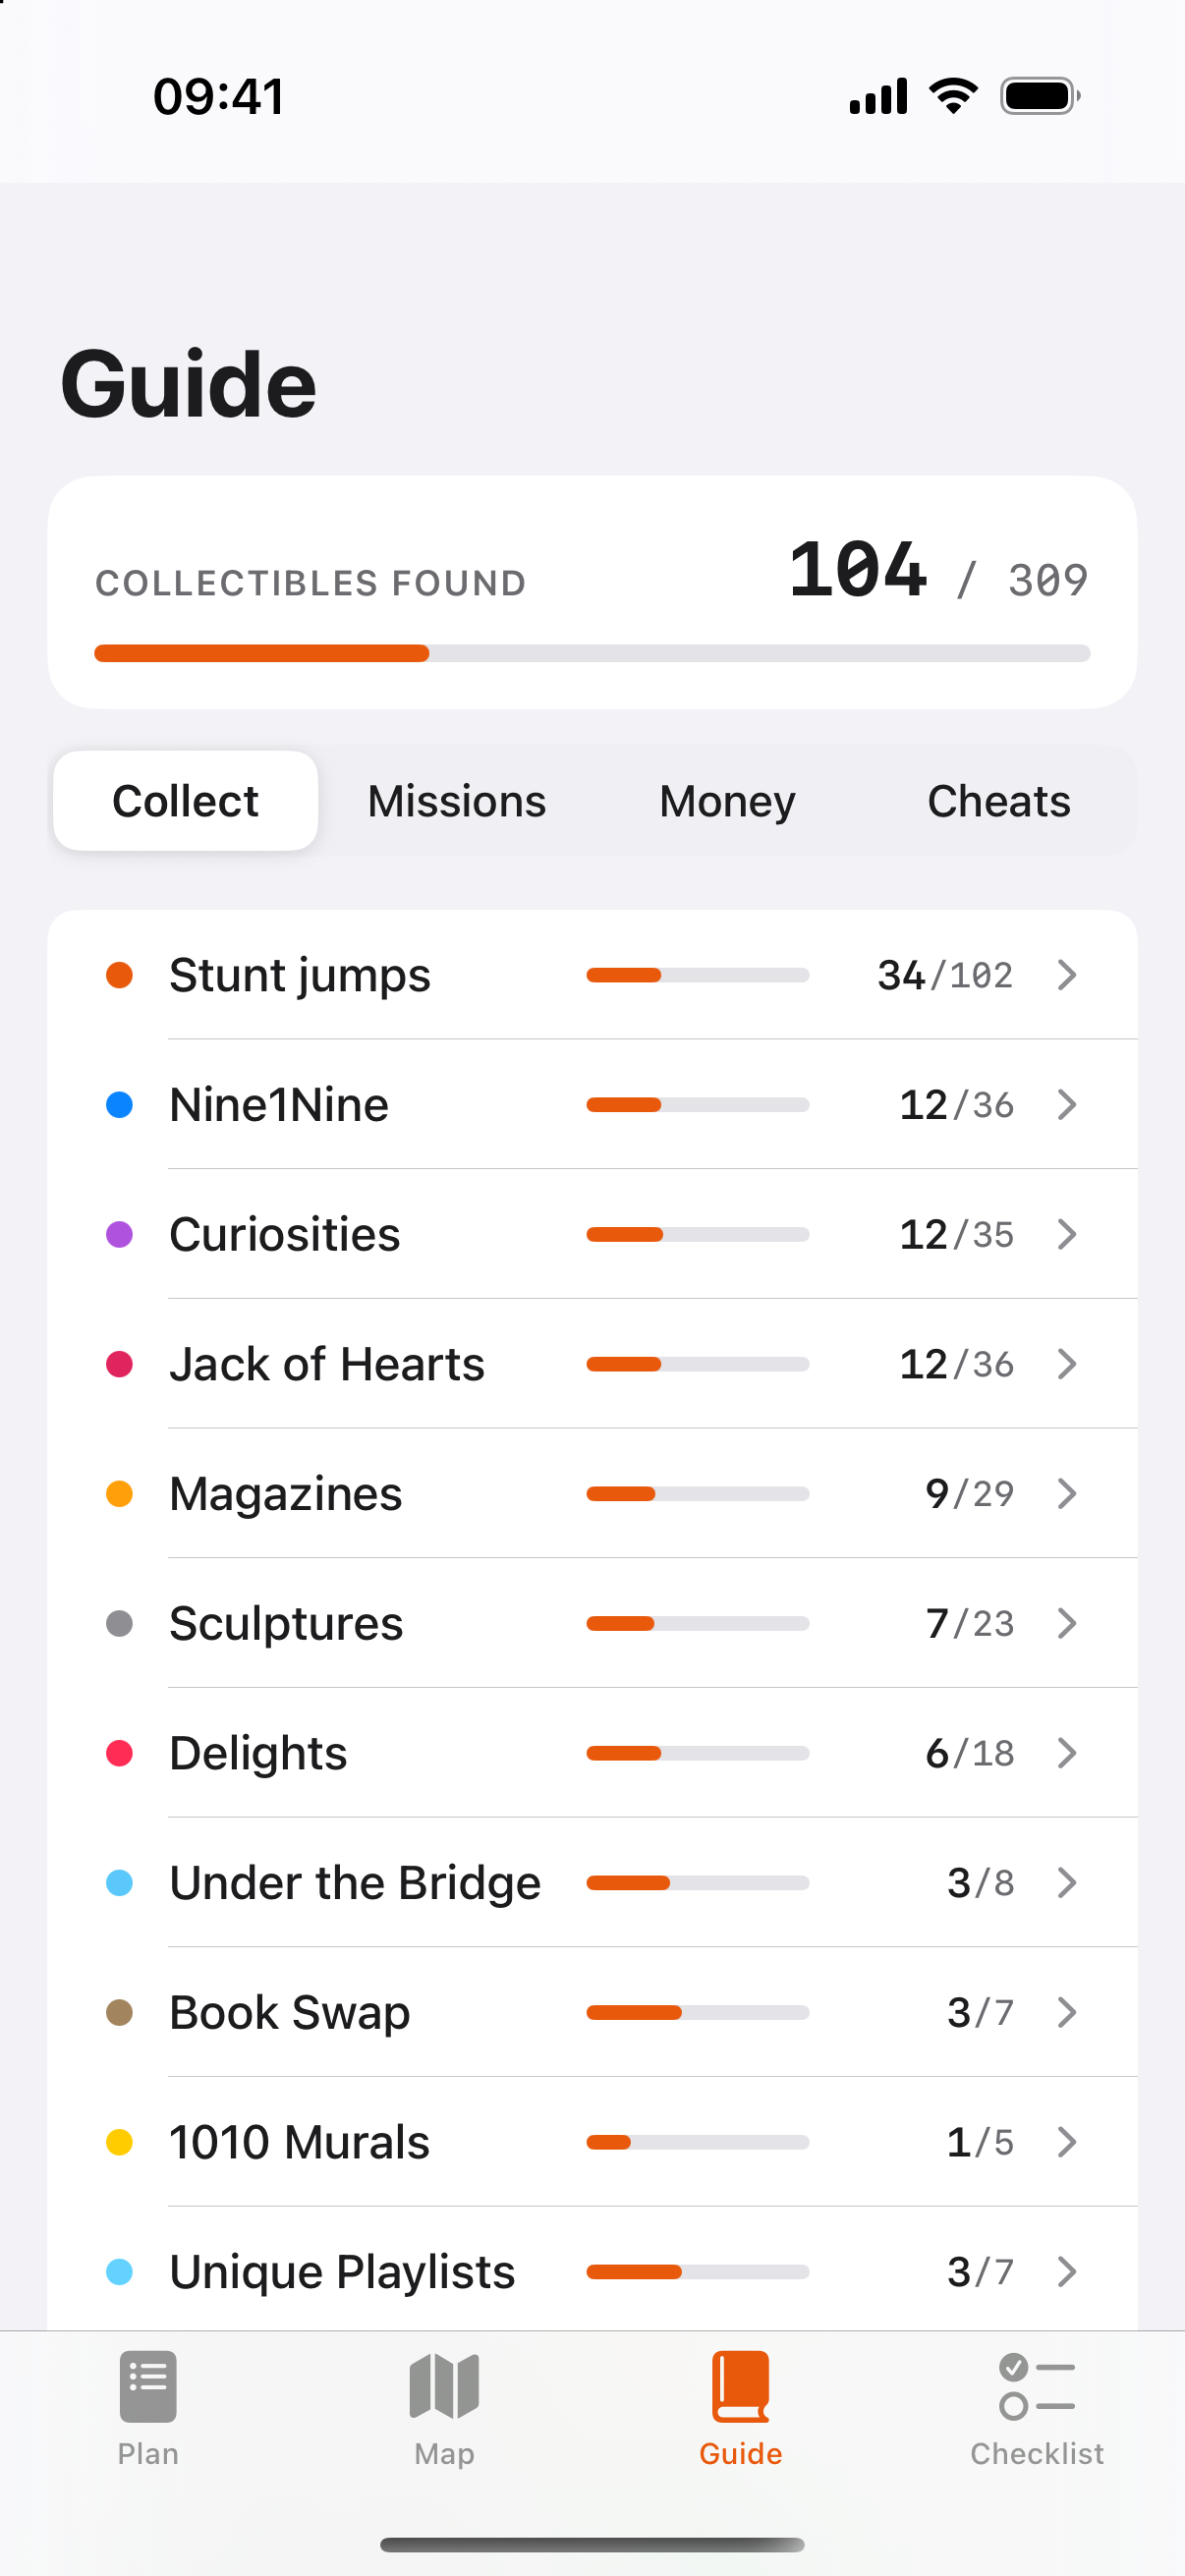 09:41
Guide
COLLECTIBLES FOUND 104 / 309
Collect Missions Money Cheats
Stunt jumps 34/102
Nine1Nine 12/36
Curiosities 12/35
Jack of Hearts 12/36
Magazines 9/29
Sculptures 7/23
Delights 6/18
Under the Bridge 3/8
Book Swap 3/7
1010 Murals 1/5
Unique Playlists 3/7
Plan Map Guide Checklist